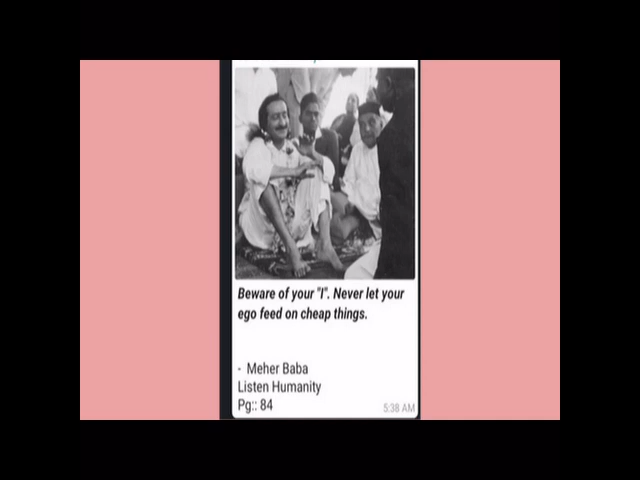 Beware of your "I". Never let your
ego feed on cheap things.
- Meher Baba
Listen Humanity
Pg:: 84
5:38 AM